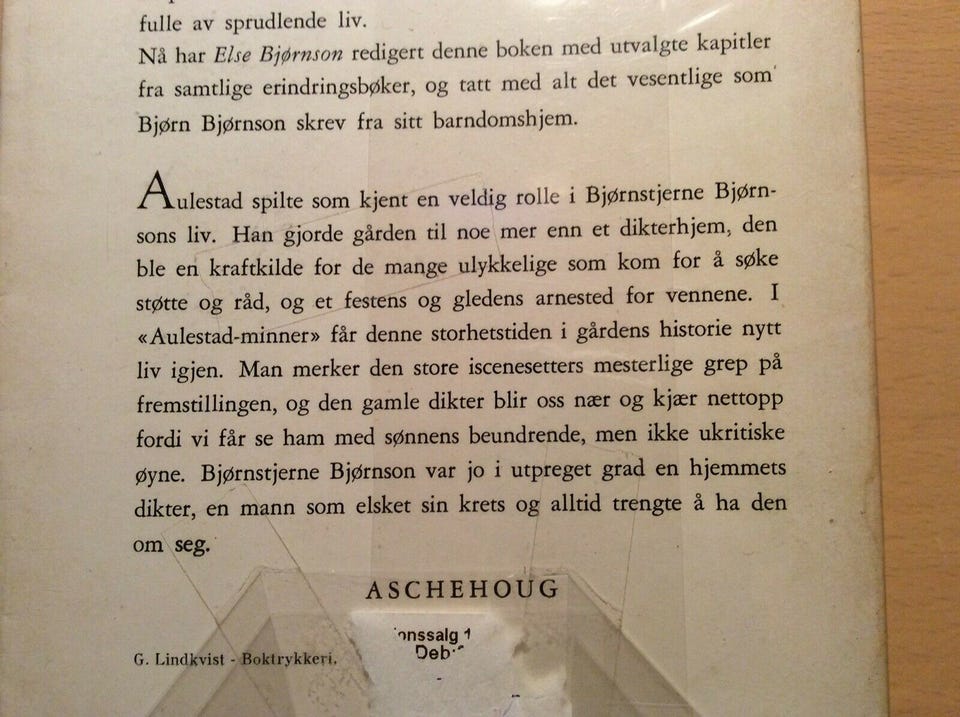 fulle av sprudlende liv.
Nå har Else Bjørnson redigert denne boken med utvalgte kapitler
fra samtlige erindringsbøker, og tatt med alt det vesentlige som
Bjørn Bjørnson skrev fra sitt barndomshjem.
Aulestad spilte som kjent en veldig rolle i Bjørnstjerne Bjørn-
sons liv. Han gjorde gården til noe mer enn et dikterhjem, den
ble en kraftkilde for de mange ulykkelige som kom for å søke
støtte og råd, og et festens og gledens arnested for vennene. I
«Aulestad-minner» får denne storhetstiden i gårdens historie nytt
liv igjen. Man merker den store iscenesetters mesterlige grep på
fremstillingen, og den gamle dikter blir oss nær og kjær nettopp
fordi vi får se ham med sønnens beundrende, men ikke ukritiske
øyne. Bjørnstjerne Bjørnson var jo i utpreget grad en hjemmets
dikter, en mann som elsket sin krets og alltid trengte å ha den
om seg.
ASCHEHOUG
onssalg 1
Deb
G. Lindkvist - Boktrykkeri.